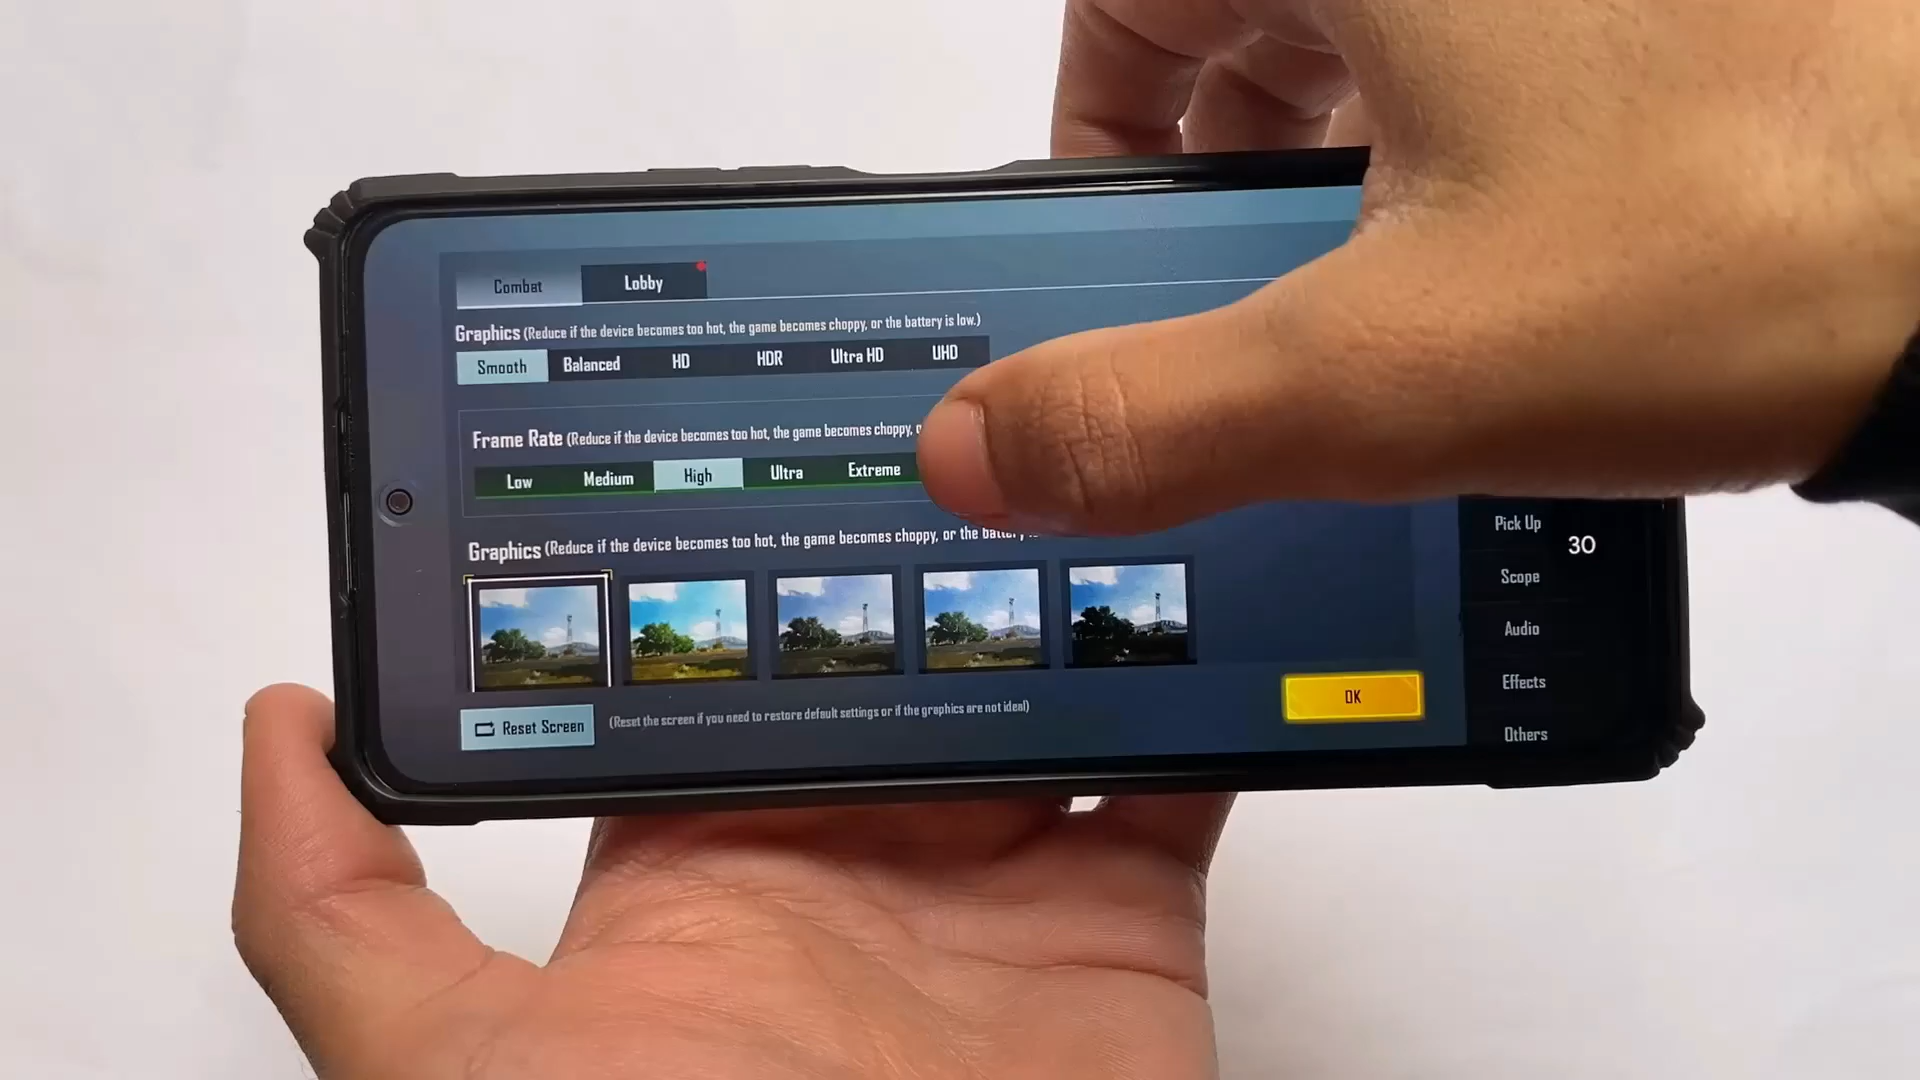 Combat Lobby
Graphics (Reduce if the device becomes too hot, the game becomes choppy, or the battery is low.)
Smooth Balanced HD HDR Ultra HD UHD
Frame Rate (Reduce if the device becomes too hot, the game becomes choppy,
Low Medium High Ultra Extreme
Graphics (Reduce if the device becomes too hot, the game becomes choppy, or the
Pick Up
30
Scope
Audio
Effects
Others
OK
Reset Screen (Reset the screen if you need to restore default settings or if the graphics are not ideal)